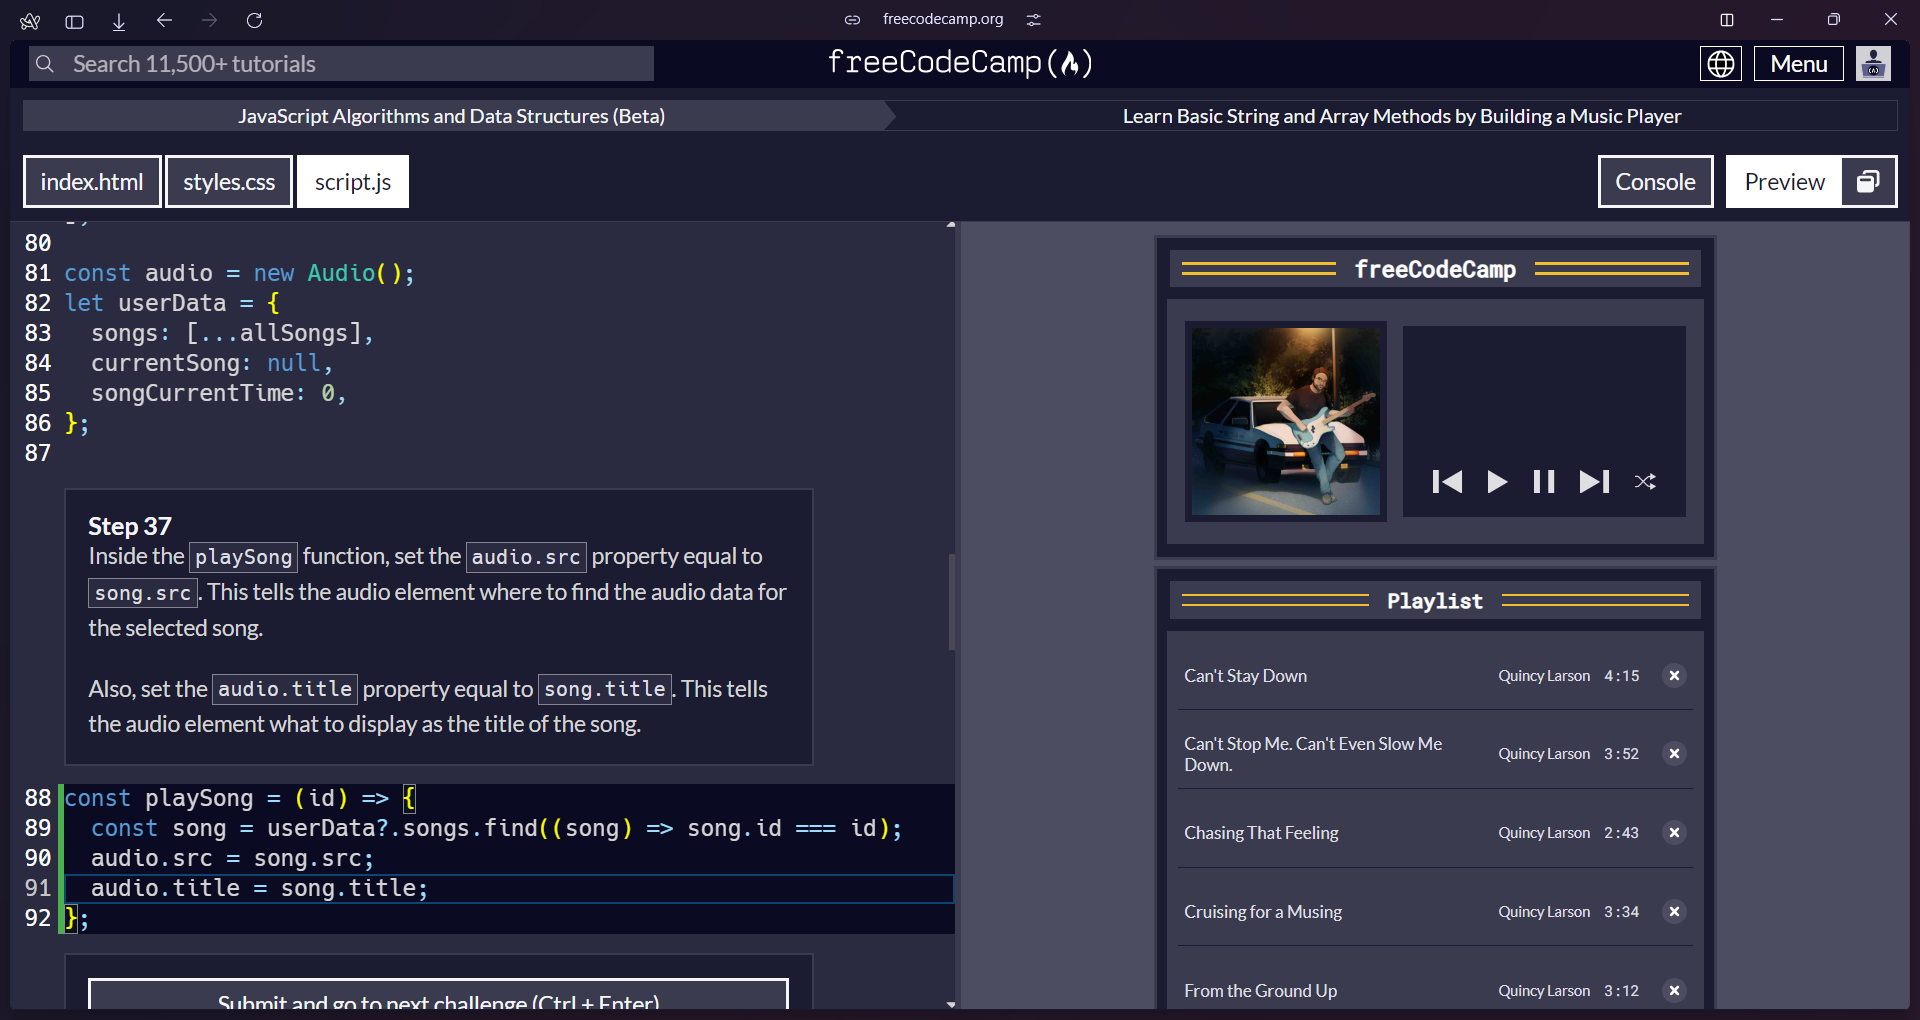 freecodecamp.org
Search 11,500+ tutorials
freeCodeCamp
Menu
JavaScript Algorithms and Data Structures (Beta)
Learn Basic String and Array Methods by Building a Music Player
index.html
styles.css
script.js
Console
Preview
80
81 const audio = new Audio();
82 let userData = {
83   songs: [...allSongs],
84   currentSong: null,
85   songCurrentTime: 0,
86 };
87
Step 37
Inside the playSong function, set the audio.src property equal to
song.src. This tells the audio element where to find the audio data for
the selected song.
Also, set the audio.title property equal to song.title. This tells
the audio element what to display as the title of the song.
88 const playSong = (id) => {
89   const song = userData?.songs.find((song) => song.id === id);
90   audio.src = song.src;
91   audio.title = song.title;
92 };
Submit and go to next challenge (Ctrl + Enter)
freeCodeCamp
Playlist
Can't Stay Down Quincy Larson 4:15
Can't Stop Me. Can't Even Slow Me
Down. Quincy Larson 3:52
Chasing That Feeling Quincy Larson 2:43
Cruising for a Musing Quincy Larson 3:34
From the Ground Up Quincy Larson 3:12